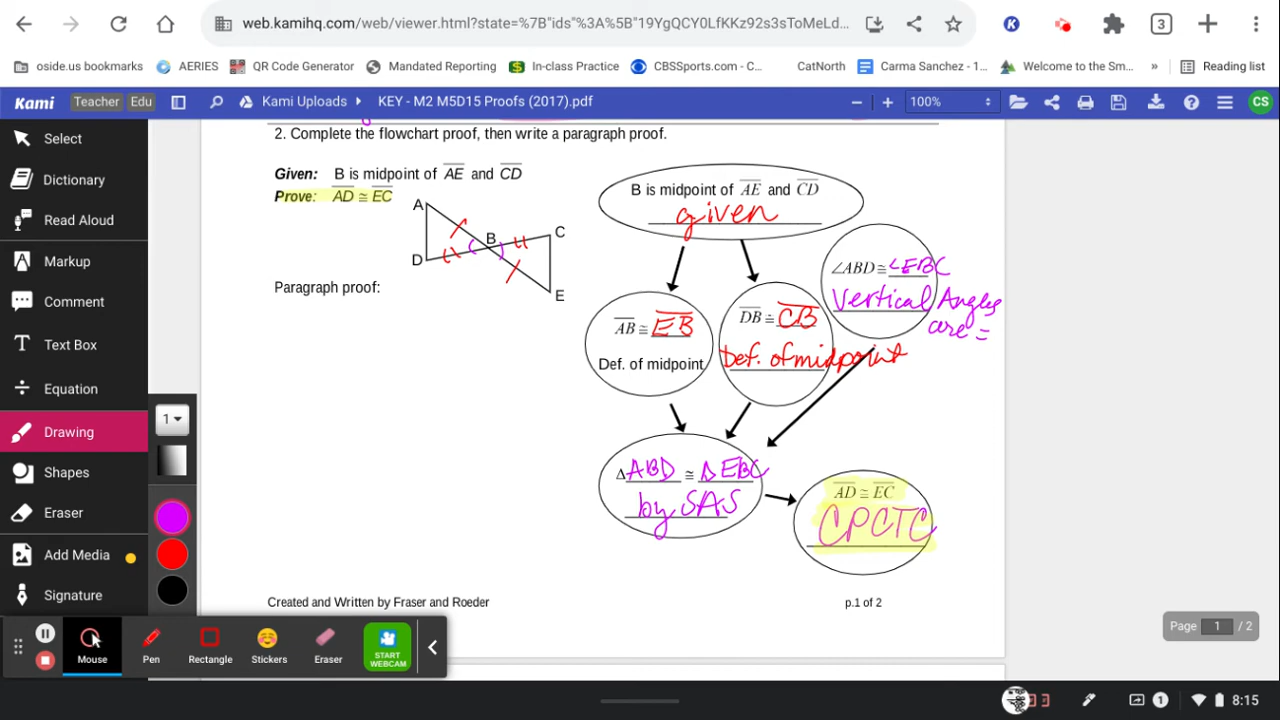 web.kamihq.com/web/viewer.html?state=%7B"ids"%3A%5B"19YgQCY0LfKKz92s3sToMeLd...
3
oside.us bookmarks AERIES QR Code Generator Mandated Reporting In-class Practice CBSSports.com - C... CatNorth Carma Sanchez - 1... Welcome to the Sm... » Reading list
Kami Teacher Edu Kami Uploads KEY - M2 M5D15 Proofs (2017).pdf 100% CS
Select
Dictionary
Read Aloud
Markup
Comment
Text Box
Equation
Drawing
Shapes
Eraser
Add Media
Signature
1
2. Complete the flowchart proof, then write a paragraph proof.
Given: B is midpoint of AE and CD
Prove: AD ≅ EC
A
B
C
D
E
Paragraph proof:
B is midpoint of AE and CD
given
∠ABD ≅ ∠EBC
Vertical Angles
are =
AB ≅ EB
Def. of midpoint
DB ≅ CB
Def. of midpoint
Δ ABD ≅ Δ EBC
by SAS
AD ≅ EC
CPCTC
Created and Written by Fraser and Roeder p.1 of 2
Page 1 / 2
Mouse Pen Rectangle Stickers Eraser START
WEBCAM
1 8:15